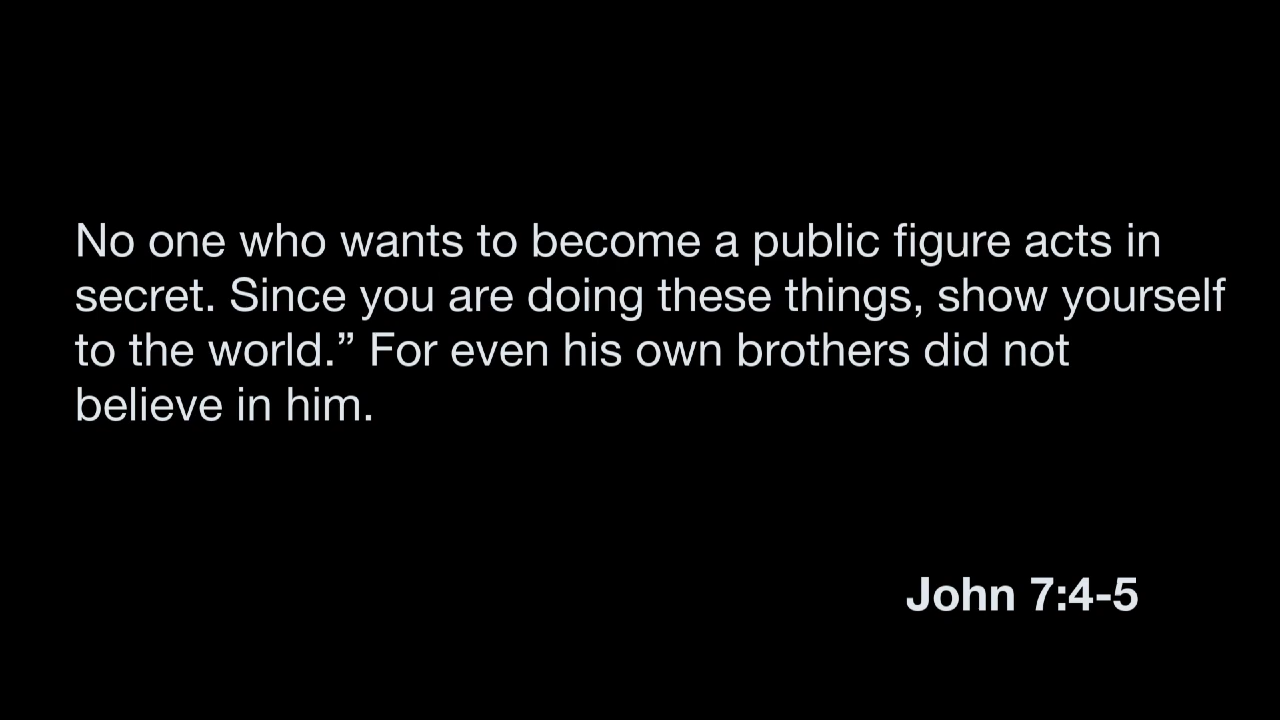 No one who wants to become a public figure acts in
secret. Since you are doing these things, show yourself
to the world.” For even his own brothers did not
believe in him.
John 7:4-5